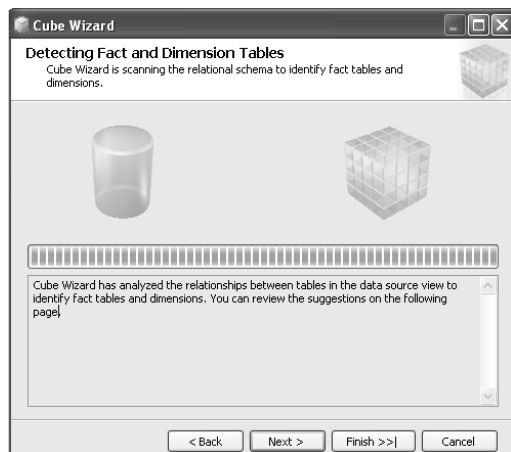 Cube Wizard
Detecting Fact and Dimension Tables
Cube Wizard is scanning the relational schema to identify fact tables and
dimensions.
Cube Wizard has analyzed the relationships between tables in the data source view to
identify fact tables and dimensions. You can review the suggestions on the following
page.
< Back Next > Finish >>| Cancel